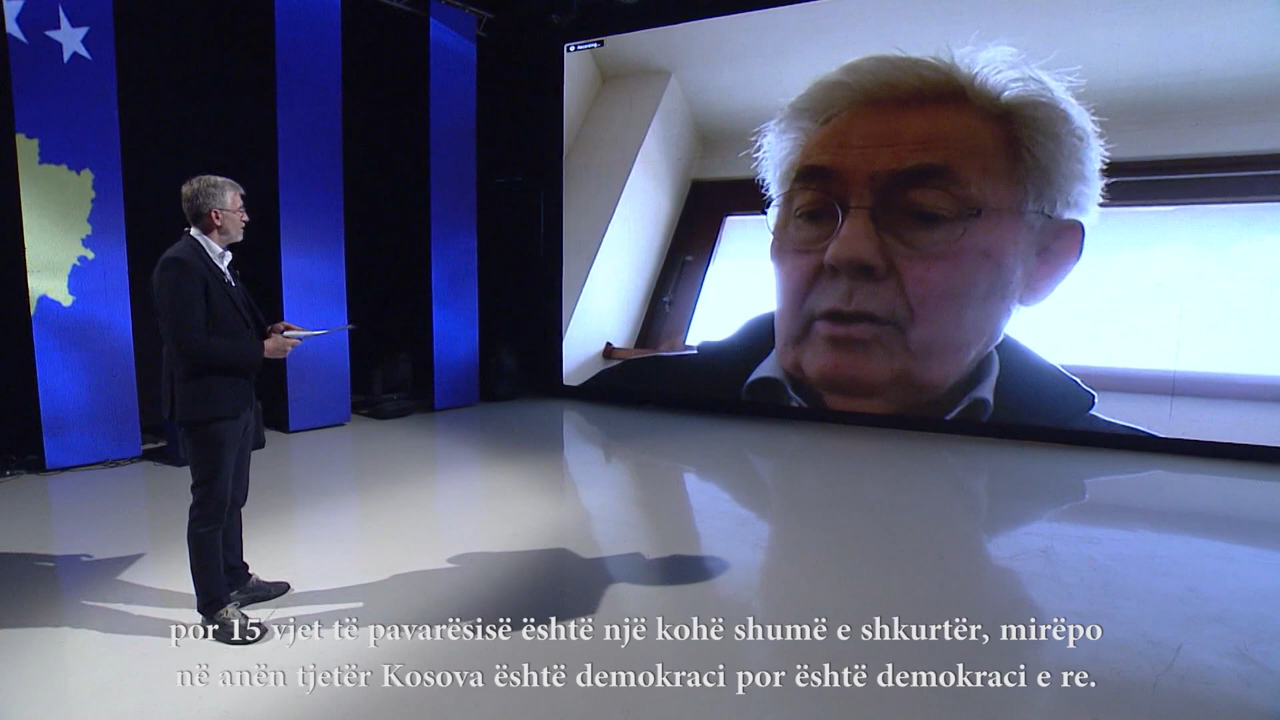 Recording...
por 15 vjet të pavarësisë është një kohë shumë e shkurtër, mirëpo
në anën tjetër Kosova është demokraci por është demokraci e re.